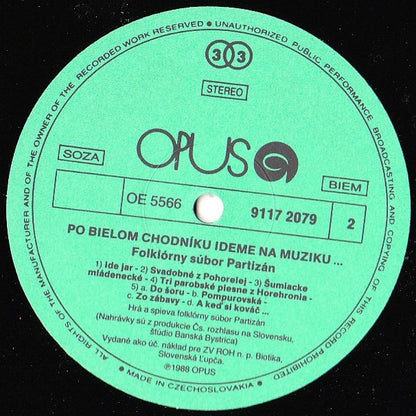 ALL RIGHTS OF THE MANUFACTURER AND OF THE OWNER OF THE RECORDED WORK RESERVED • UNAUTHORIZED PUBLIC PERFORMANCE BROADCASTING AND COPYING OF THIS RECORD PROHIBITED
• MADE IN CZECHOSLOVAKIA •
33
STEREO
OPUS
SOZA
BIEM
OE 5566
9117 2079
2
PO BIELOM CHODNÍKU IDEME NA MUZIKU ...
Folklórny súbor Partizán
1) Ide jar - 2) Svadobné z Pohorelej - 3) Šumiacke
mládenecké - 4) Tri parobské piesne z Horehronia -
5) a. Do šoru - b. Pompurovská -
c. Zo zábavy - d. A keď si kováč ...
Hrá a spieva folklórny súbor Partizán
(Nahrávky sú z produkcie Čs. rozhlasu na Slovensku,
štúdio Banská Bystrica)
Vydané ako úč. náklad pre ZV ROH n. p. Biotika,
Slovenská Ľupča.
℗ 1988 OPUS